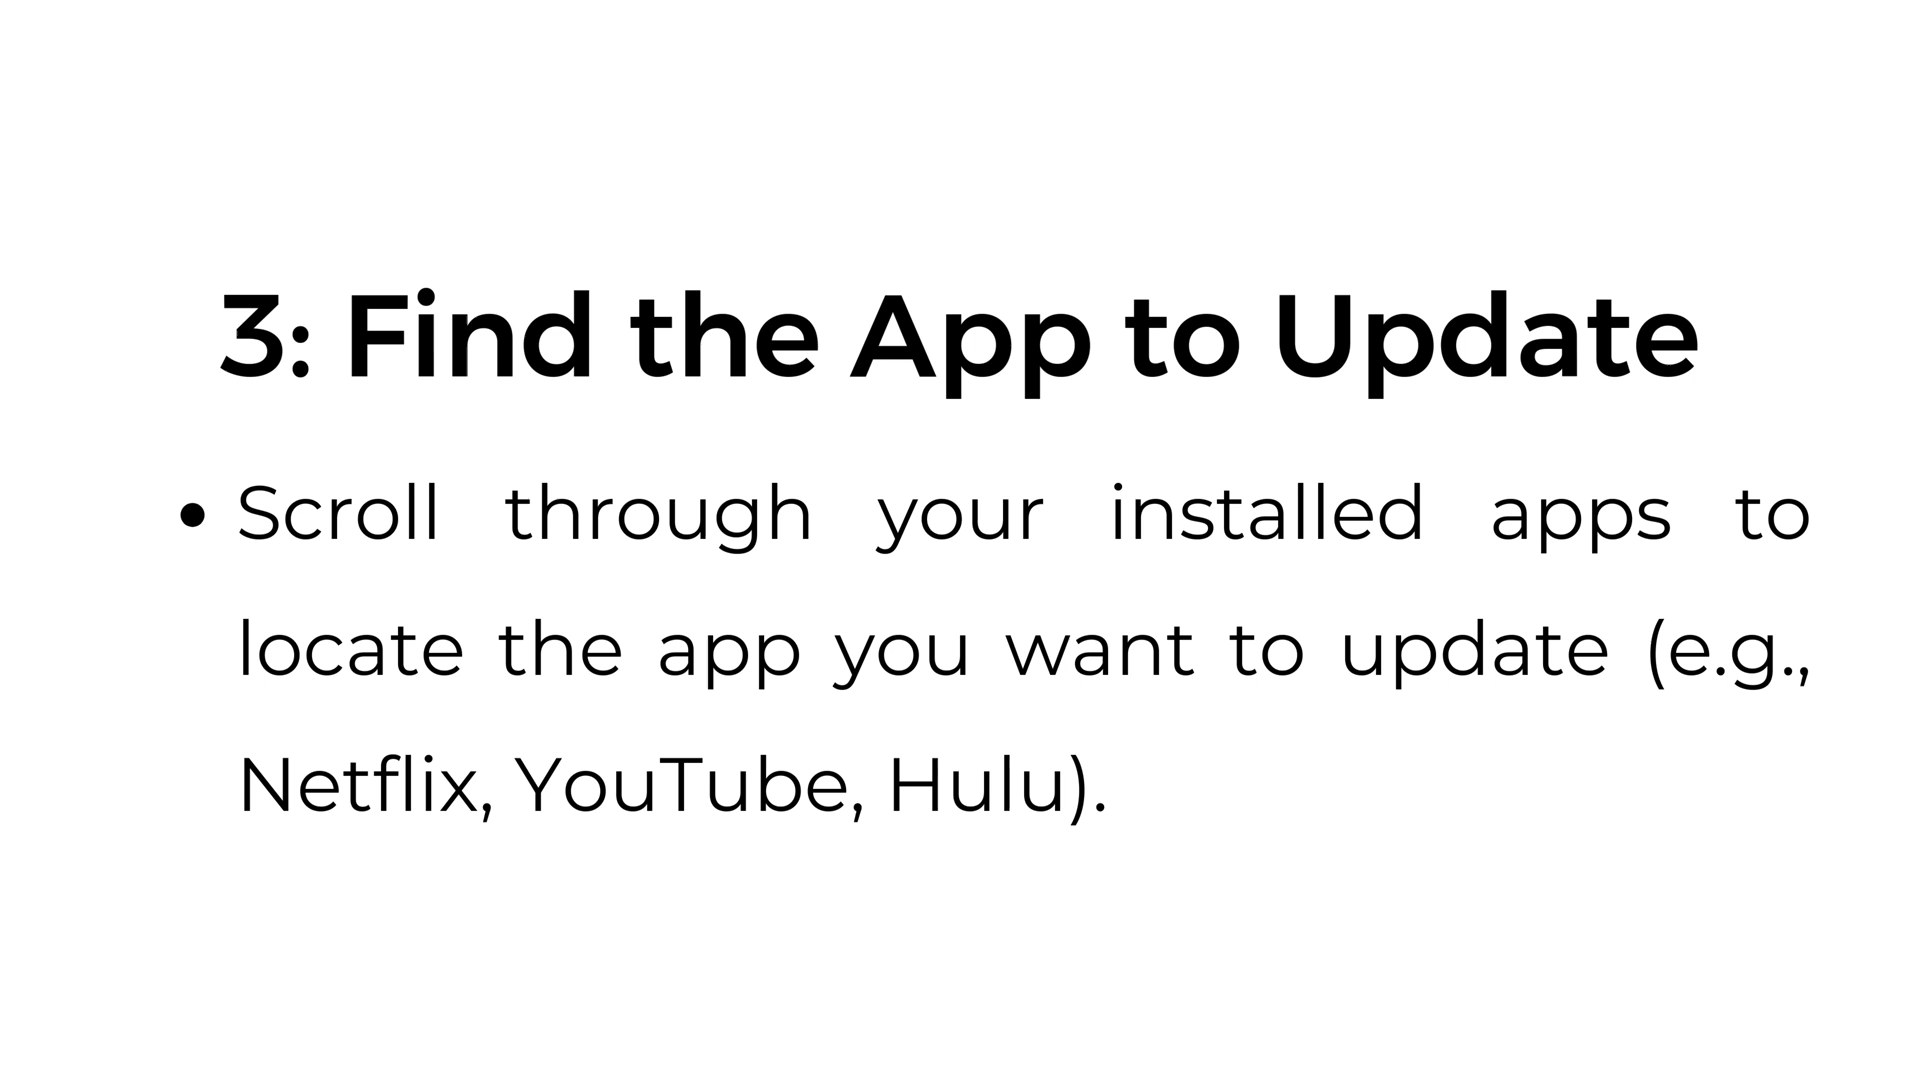 3: Find the App to Update
• Scroll through your installed apps to
locate the app you want to update (e.g.,
Netflix, YouTube, Hulu).